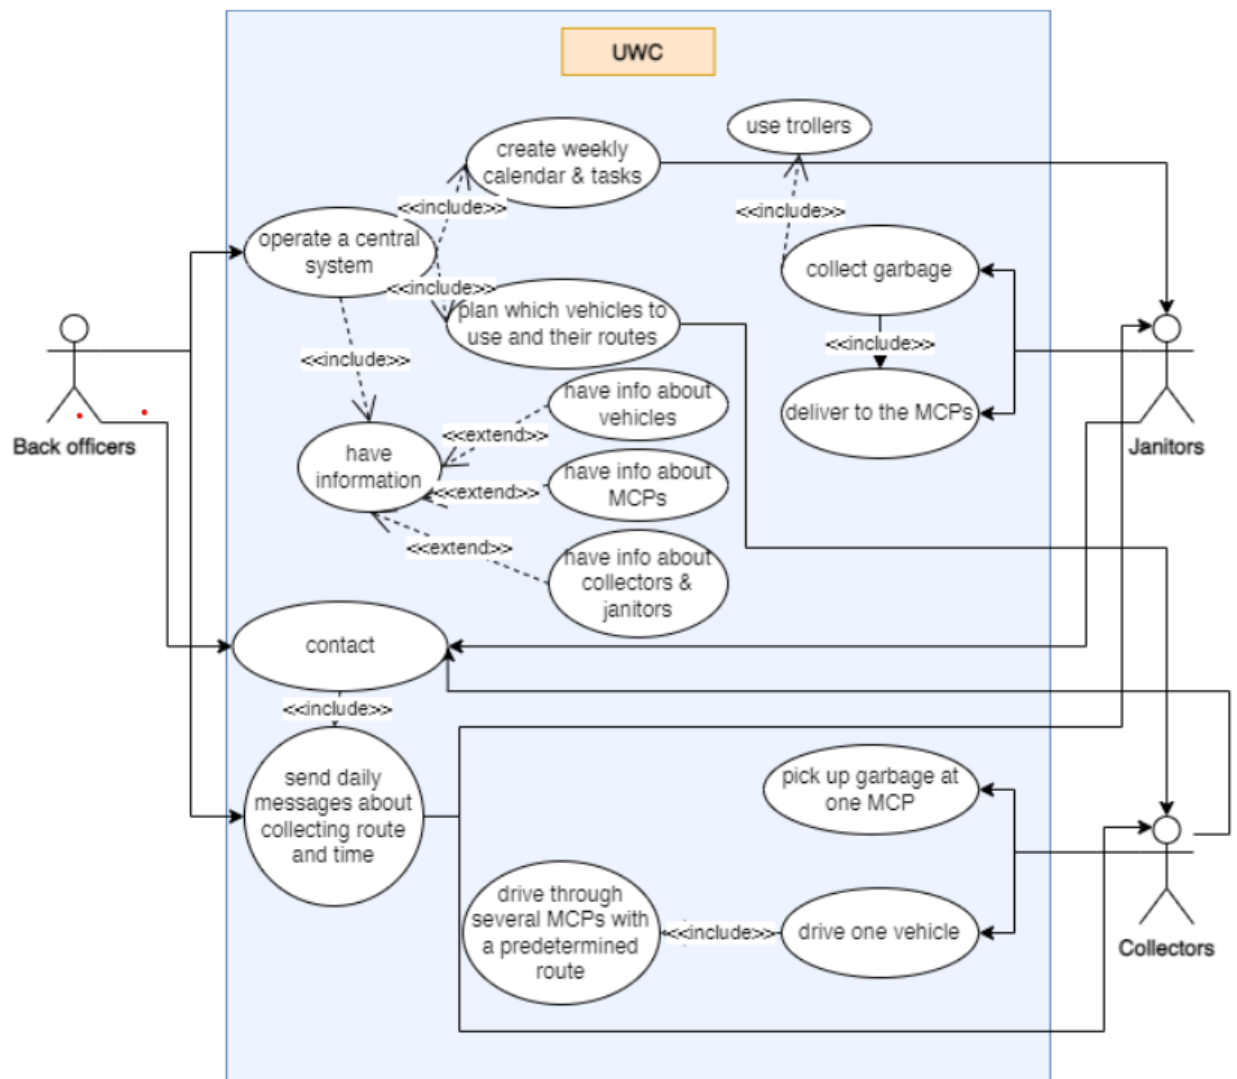 UWC
use trollers
create weekly
calendar & tasks
<<include>>
<<include>>
operate a central
system
collect garbage
<<include>>
plan which vehicles to
use and their routes
<<include>>
<<include>>
have info about
vehicles
deliver to the MCPs
Back officers
Janitors
<<extend>>
have
information
have info about
MCPs
<<extend>>
<<extend>>
have info about
collectors &
janitors
contact
<<include>>
send daily
messages about
collecting route
and time
pick up garbage at
one MCP
drive through
several MCPs with
a predetermined
route
<<include>>
drive one vehicle
Collectors